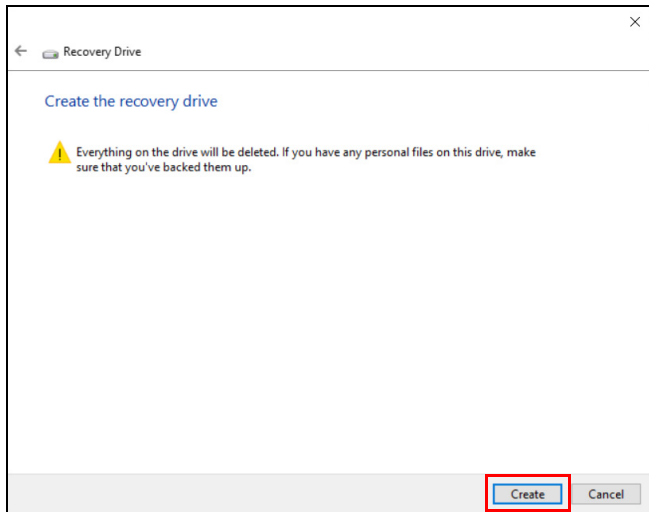 Recovery Drive
Create the recovery drive
Everything on the drive will be deleted. If you have any personal files on this drive, make
sure that you've backed them up.
Create Cancel